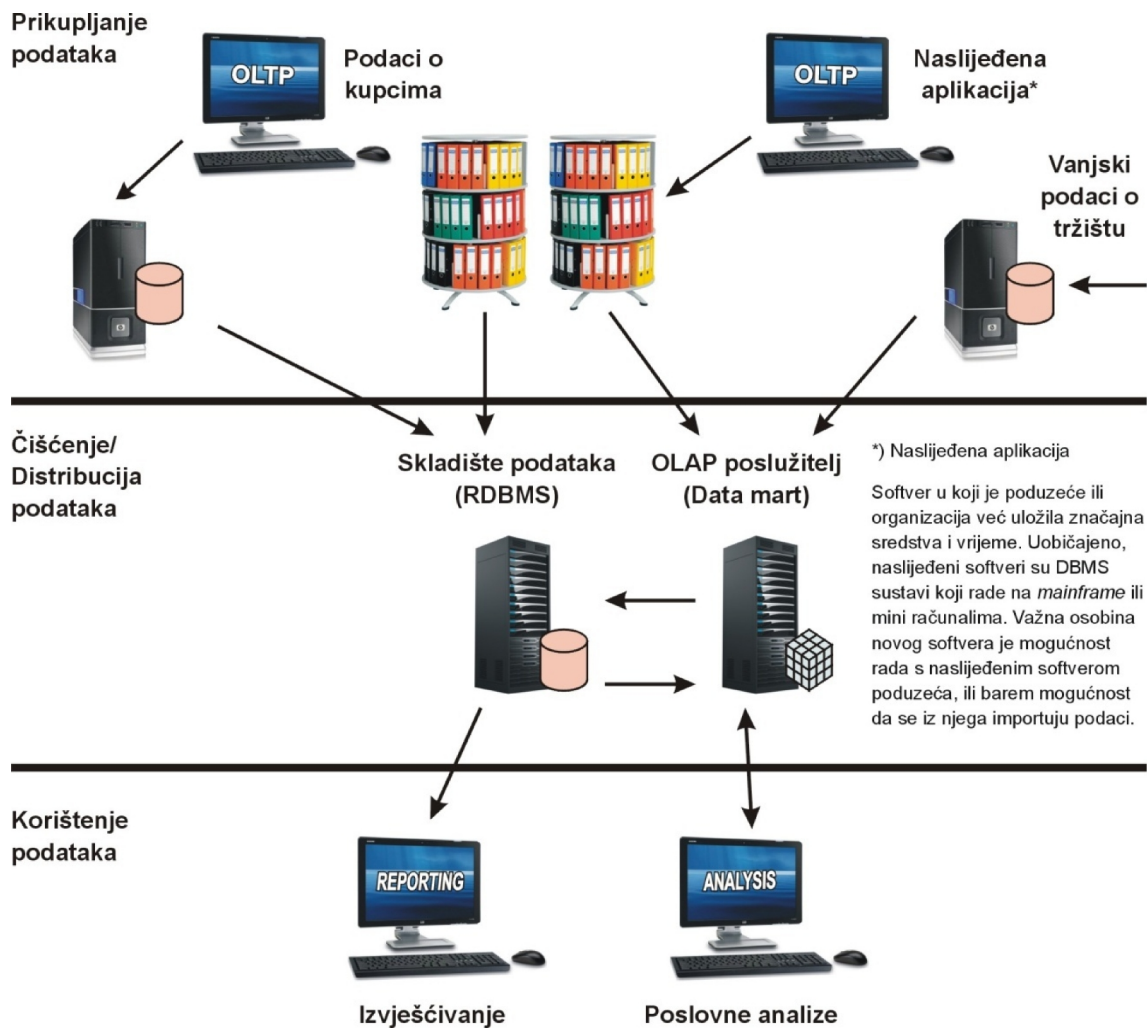 Prikupljanje
podataka
OLTP
Podaci o
kupcima
OLTP
Naslijeđena
aplikacija*
Vanjski
podaci o
tržištu
Čišćenje/
Distribucija
podataka
Skladište podataka
(RDBMS)
OLAP poslužitelj
(Data mart)
*) Naslijeđena aplikacija
Softver u koji je poduzeće ili
organizacija već uložila značajna
sredstva i vrijeme. Uobičajeno,
naslijeđeni softveri su DBMS
sustavi koji rade na mainframe ili
mini računalima. Važna osobina
novog softvera je mogućnost
rada s naslijeđenim softverom
poduzeća, ili barem mogućnost
da se iz njega importuju podaci.
Korištenje
podataka
REPORTING
ANALYSIS
Izvješćivanje
Poslovne analize